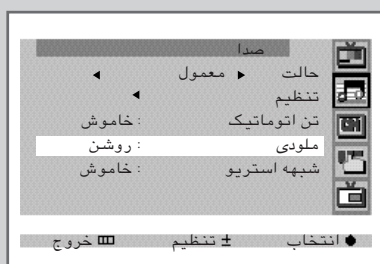 صدا
حالت ▶ معمول ◀
تنظیم ◀
تن اتوماتیک : خاموش
ملودی : روشن
شبهه استریو : خاموش
انتخاب ± تنظیم خروج